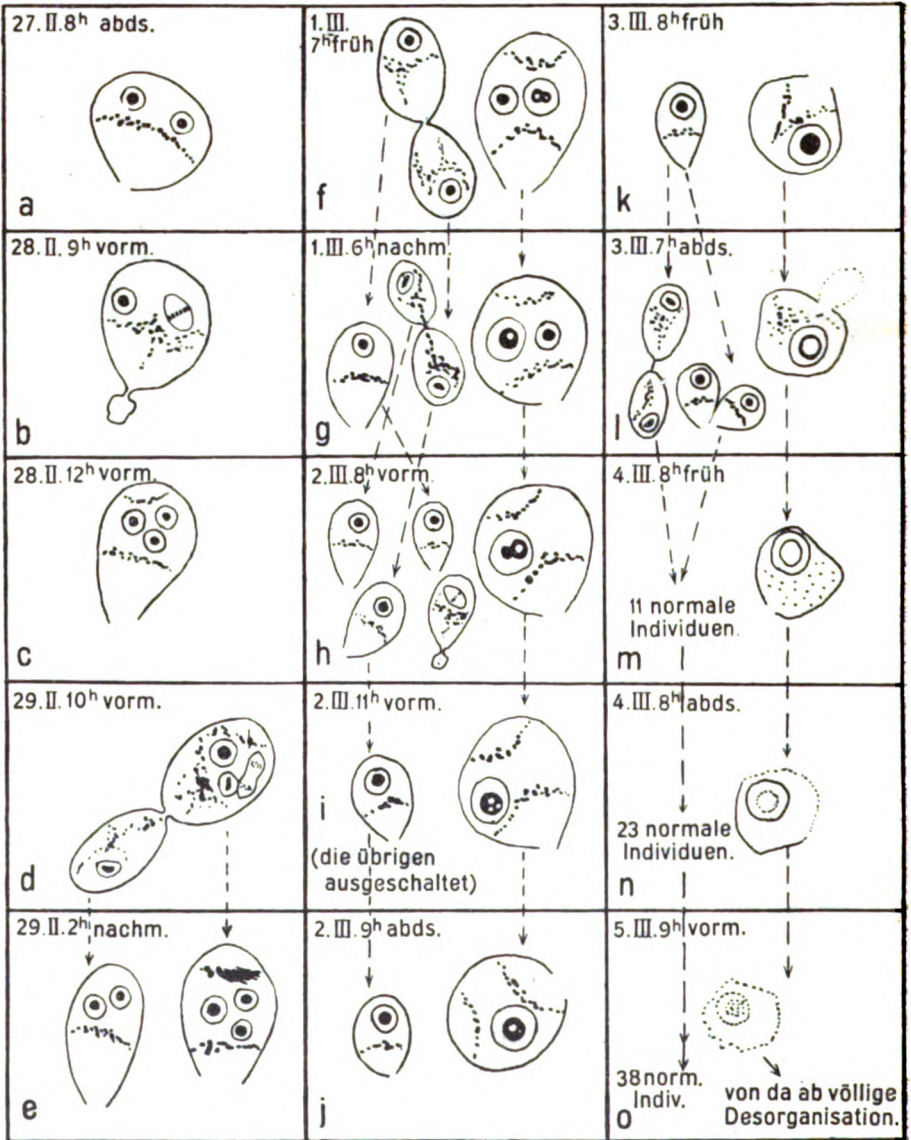 27.II.8ʰ abds.
a
28.II.9ʰ vorm.
b
28.II.12ʰ vorm.
c
29.II.10ʰ vorm.
d
29.II.2ʰ nachm.
e
1.III.
7ʰ früh
f
1.III.6ʰ nachm.
g
2.III.8ʰ vorm.
h
2.III.11ʰ vorm.
i
(die übrigen
ausgeschaltet)
2.III.9ʰ abds.
j
3.III.8ʰ früh
k
3.III.7ʰ abds.
l
4.III.8ʰ früh
11 normale
Individuen.
m
4.III.8ʰ abds.
23 normale
Individuen.
n
5.III.9ʰ vorm.
38 norm.
Indiv.
von da ab völlige
Desorganisation.
o